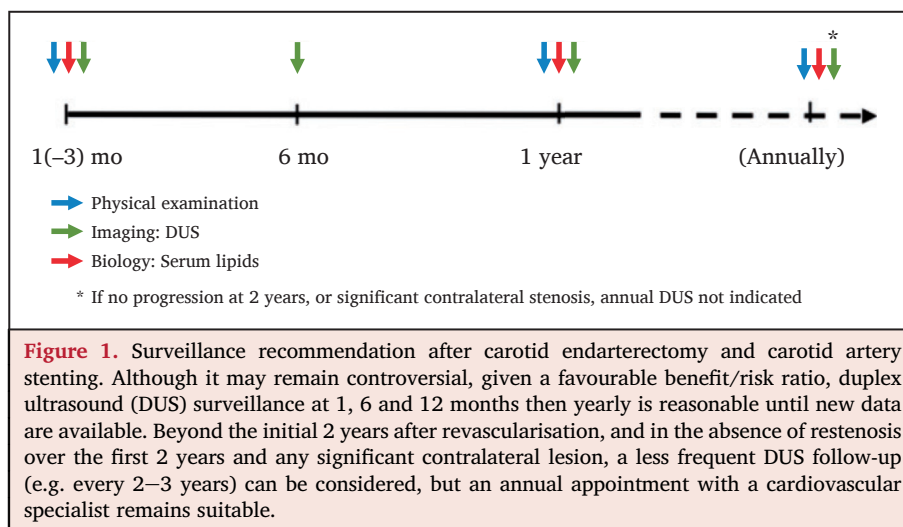 *
1(–3) mo 6 mo 1 year (Annually)
Physical examination
Imaging: DUS
Biology: Serum lipids
* If no progression at 2 years, or significant contralateral stenosis, annual DUS not indicated
Figure 1. Surveillance recommendation after carotid endarterectomy and carotid artery
stenting. Although it may remain controversial, given a favourable benefit/risk ratio, duplex
ultrasound (DUS) surveillance at 1, 6 and 12 months then yearly is reasonable until new data
are available. Beyond the initial 2 years after revascularisation, and in the absence of restenosis
over the first 2 years and any significant contralateral lesion, a less frequent DUS follow-up
(e.g. every 2–3 years) can be considered, but an annual appointment with a cardiovascular
specialist remains suitable.